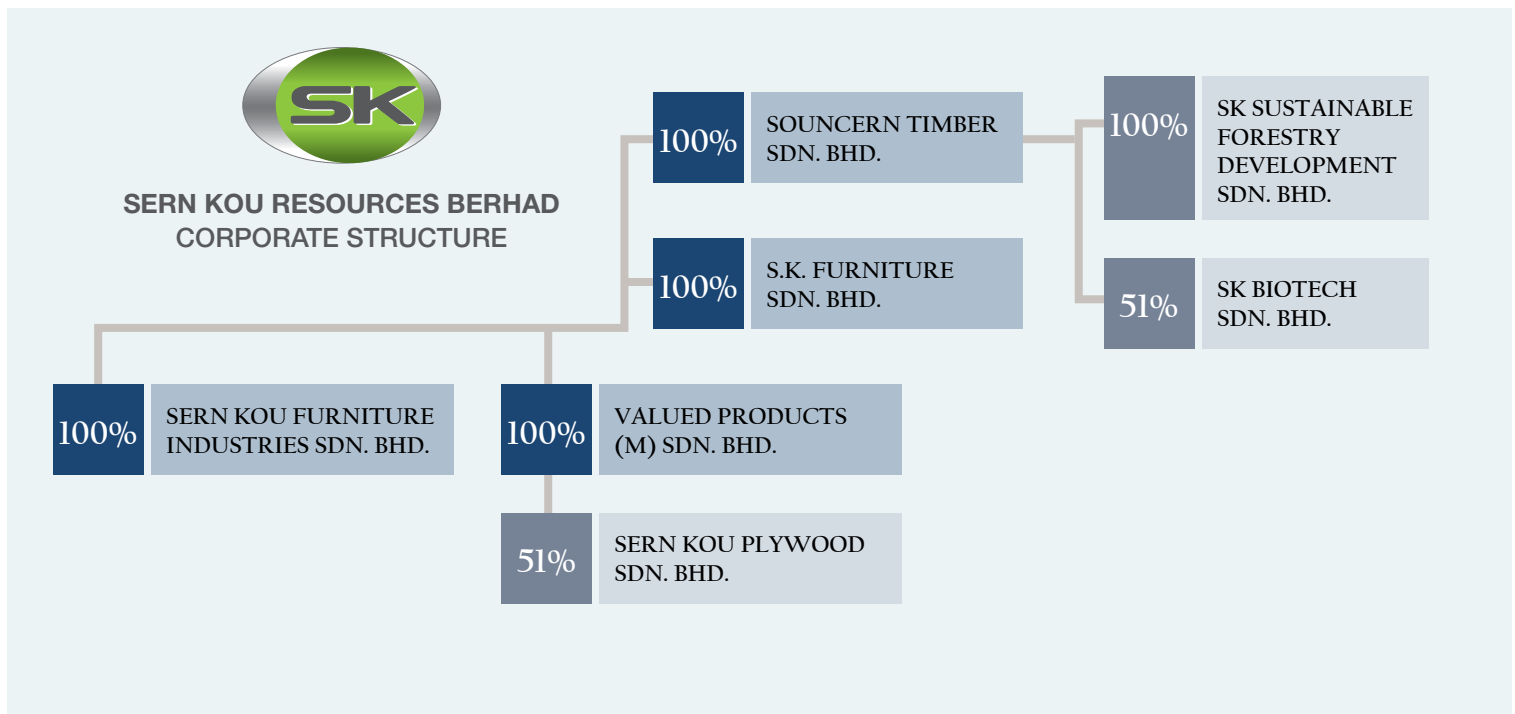 SK
SERN KOU RESOURCES BERHAD
CORPORATE STRUCTURE
100%
SOUNCERN TIMBER
SDN. BHD.
100%
SK SUSTAINABLE
FORESTRY
DEVELOPMENT
SDN. BHD.
100%
S.K. FURNITURE
SDN. BHD.
51%
SK BIOTECH
SDN. BHD.
100%
SERN KOU FURNITURE
INDUSTRIES SDN. BHD.
100%
VALUED PRODUCTS
(M) SDN. BHD.
51%
SERN KOU PLYWOOD
SDN. BHD.